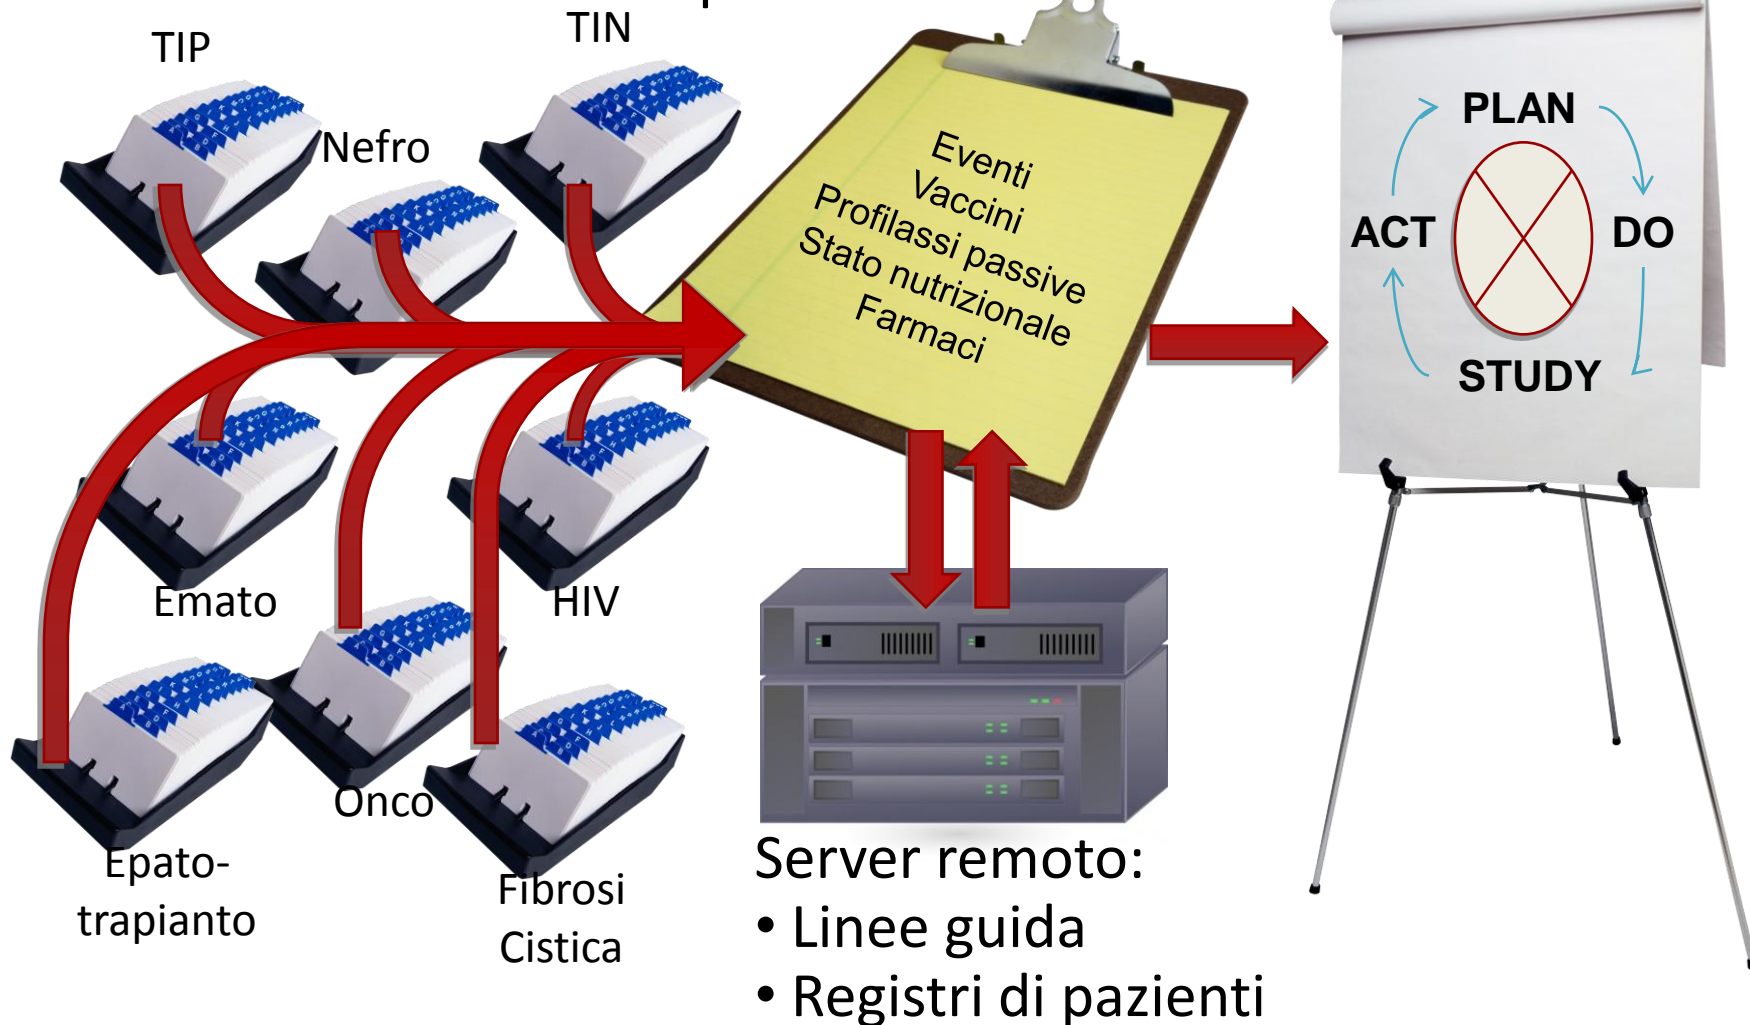 TIP
TIN
Nefro
Emato
HIV
Onco
Epato-
trapianto
Fibrosi
Cistica
Eventi
Vaccini
Profilassi passive
Stato nutrizionale
Farmaci
Server remoto:
• Linee guida
• Registri di pazienti
PLAN
DO
STUDY
ACT